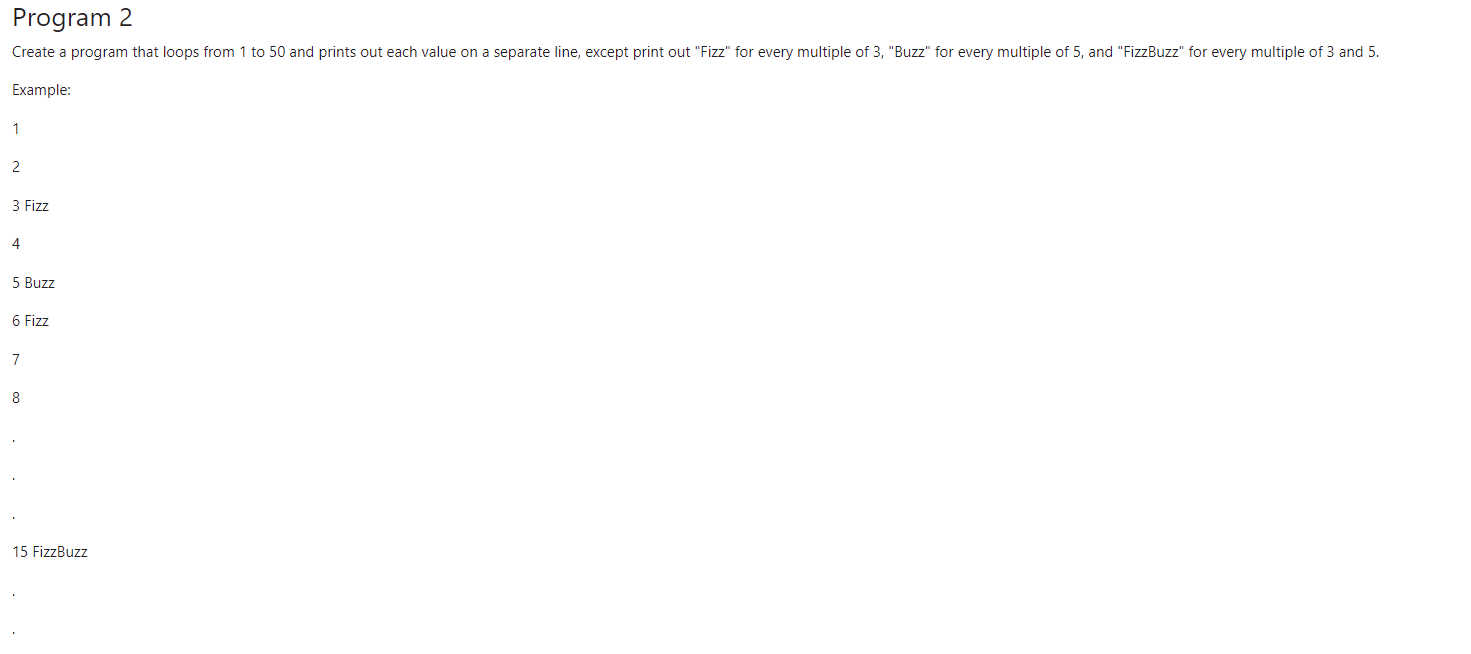 Program 2
Create a program that loops from 1 to 50 and prints out each value on a separate line, except print out "Fizz" for every multiple of 3, "Buzz" for every multiple of 5, and "FizzBuzz" for every multiple of 3 and 5.
Example:
1
2
3 Fizz
4
5 Buzz
6 Fizz
7
8
.
.
.
15 FizzBuzz
.
.